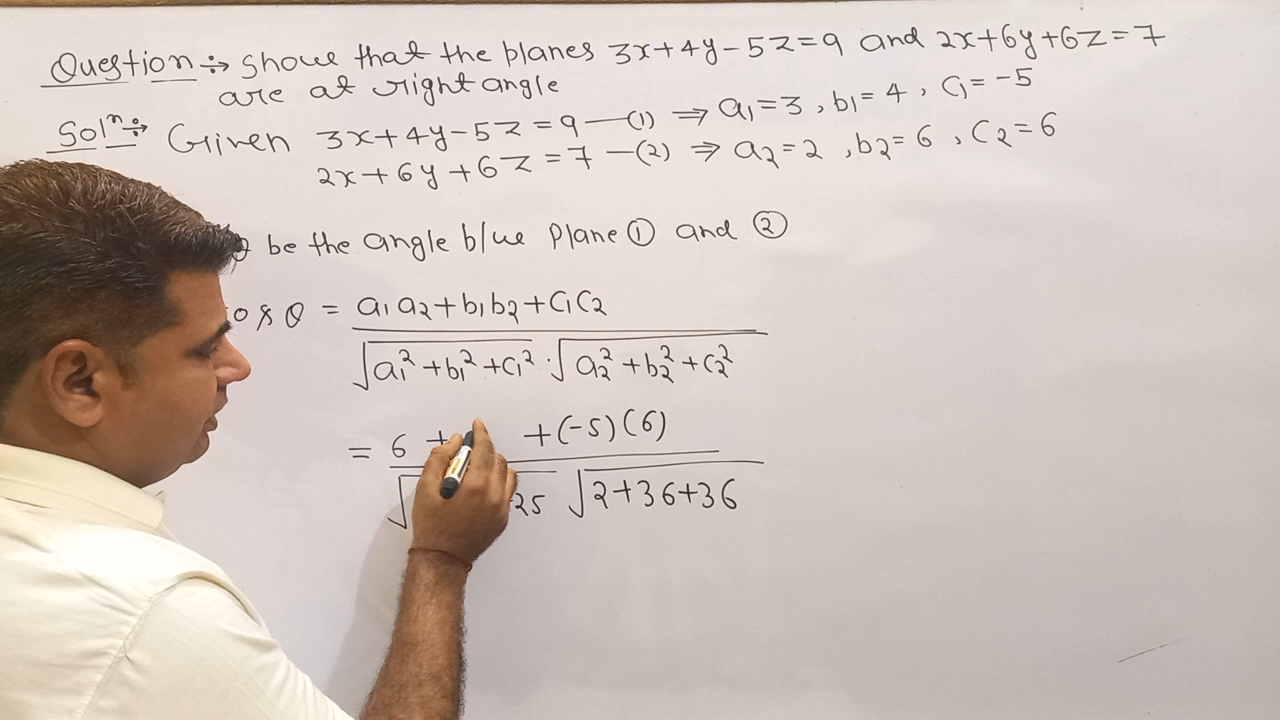 Question :→ Show that the planes 3x+4y-5z=9 and 2x+6y+6z=7
are at right angle
Solⁿ :→ Given 3x+4y-5z=9 —(1) ⇒ a₁=3, b₁=4, c₁=-5
2x+6y+6z=7 —(2) ⇒ a₂=2, b₂=6, c₂=6
be the angle b/w Plane ① and ②
os θ = a₁a₂+b₁b₂+c₁c₂
√a₁²+b₁²+c₁² · √a₂²+b₂²+c₂²
= 6 + +(-5)(6)
√ 25 √2+36+36